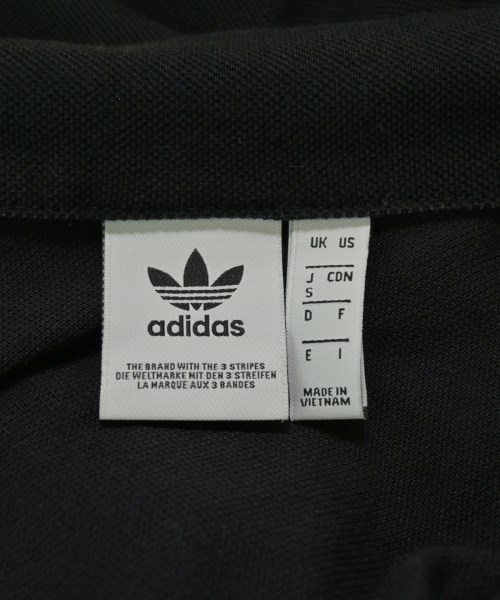 adidas
THE BRAND WITH THE 3 STRIPES
DIE WELTMARKE MIT DEN 3 STREIFEN
LA MARQUE AUX 3 BANDES
UK US
J CDN
S
D F
E I
MADE IN
VIETNAM